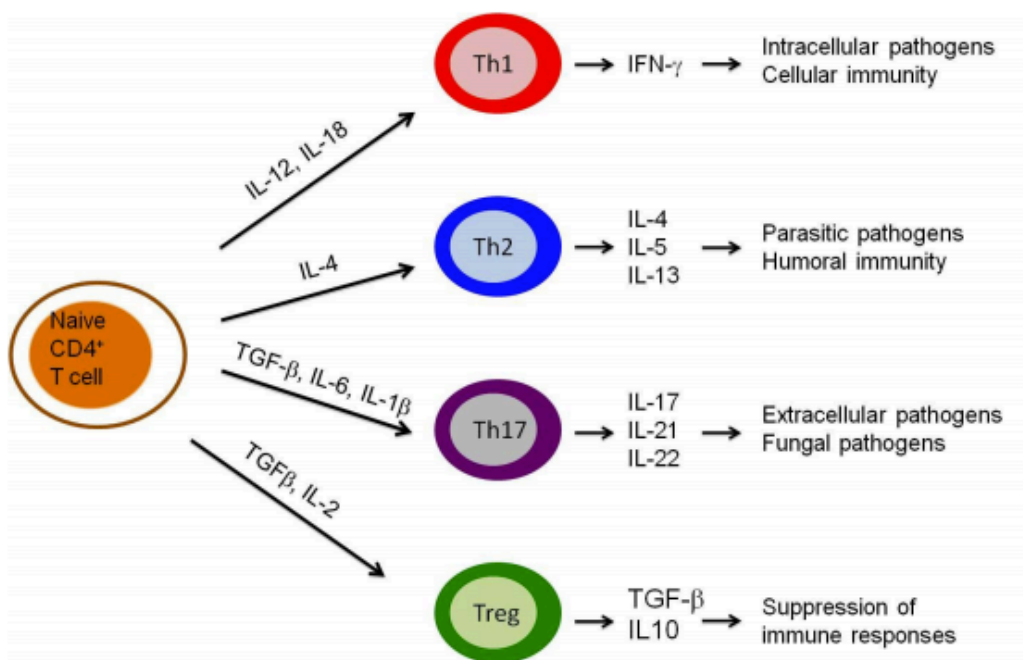 Th1
IFN-γ
Intracellular pathogens
Cellular immunity
IL-12, IL-18
Th2
IL-4
IL-5
IL-13
Parasitic pathogens
Humoral immunity
IL-4
Naive
CD4⁺
T cell
TGF-β, IL-6, IL-1β
Th17
IL-17
IL-21
IL-22
Extracellular pathogens
Fungal pathogens
TGFβ, IL-2
Treg
TGF-β
IL10
Suppression of
immune responses